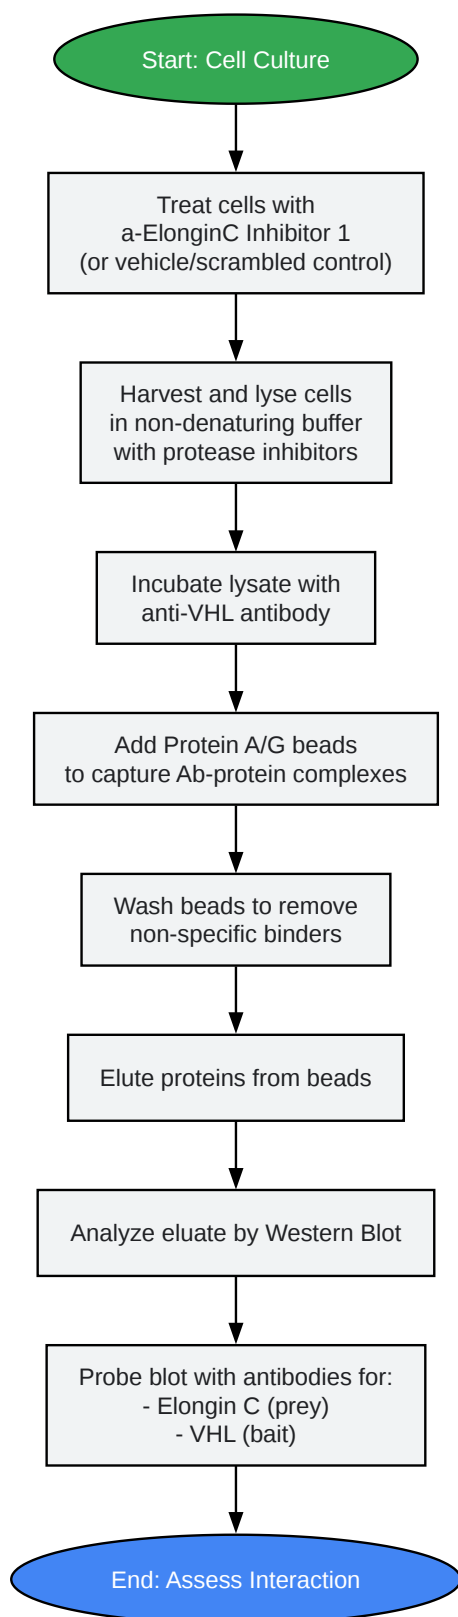 Start: Cell Culture
Treat cells with
a-ElonginC Inhibitor 1
(or vehicle/scrambled control)
Harvest and lyse cells
in non-denaturing buffer
with protease inhibitors
Incubate lysate with
anti-VHL antibody
Add Protein A/G beads
to capture Ab-protein complexes
Wash beads to remove
non-specific binders
Elute proteins from beads
Analyze eluate by Western Blot
Probe blot with antibodies for:
- Elongin C (prey)
- VHL (bait)
End: Assess Interaction